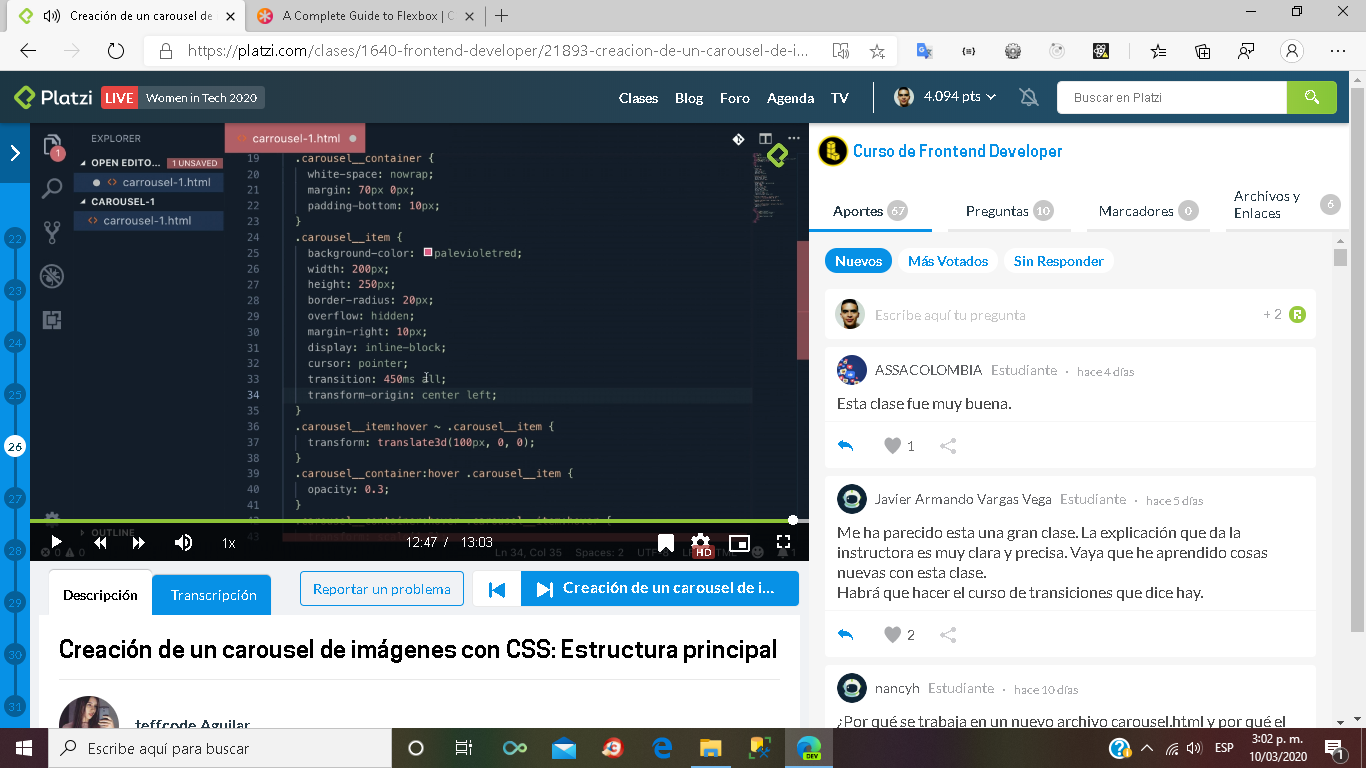 Creación de un carousel de
A Complete Guide to Flexbox | C
https://platzi.com/clases/1640-frontend-developer/21893-creacion-de-un-carousel-de-i...
Platzi
LIVE Women in Tech 2020
Clases Blog Foro Agenda TV
4.094 pts
Buscar en Platzi
22
23
24
25
26
27
28
29
30
31
EXPLORER
OPEN EDITO... 1 UNSAVED
carrousel-1.html
CAROUSEL-1
carrousel-1.html
OUTLINE
1
carrousel-1.html
19 .carousel__container {
20 white-space: nowrap;
21 margin: 70px 0px;
22 padding-bottom: 10px;
23 }
24 .carousel__item {
25 background-color: palevioletred;
26 width: 200px;
27 height: 250px;
28 border-radius: 20px;
29 overflow: hidden;
30 margin-right: 10px;
31 display: inline-block;
32 cursor: pointer;
33 transition: 450ms all;
34 transform-origin: center left;
35 }
36 .carousel__item:hover ~ .carousel__item {
37 transform: translate3d(100px, 0, 0);
38 }
39 .carousel__container:hover .carousel__item {
40 opacity: 0.3;
41 }
0 0 Ln 34, Col 35 Spaces: 2
1x
12:47 / 13:03
HD
Descripción
Transcripción
Reportar un problema
Creación de un carousel de i...
Creación de un carousel de imágenes con CSS: Estructura principal
teffcode Aguilar
Curso de Frontend Developer
Aportes 67
Preguntas 10
Marcadores 0
Archivos y
Enlaces 6
Nuevos
Más Votados
Sin Responder
Escribe aquí tu pregunta
+ 2
ASSACOLOMBIA Estudiante · hace 4 días
Esta clase fue muy buena.
1
Javier Armando Vargas Vega Estudiante · hace 5 días
Me ha parecido esta una gran clase. La explicación que da la
instructora es muy clara y precisa. Vaya que he aprendido cosas
nuevas con esta clase.
Habrá que hacer el curso de transiciones que dice hay.
2
nancyh Estudiante · hace 10 días
¿Por qué se trabaja en un nuevo archivo carousel.html y por qué el
Escribe aquí para buscar
DEV
ESP
3:02 p. m.
10/03/2020
1